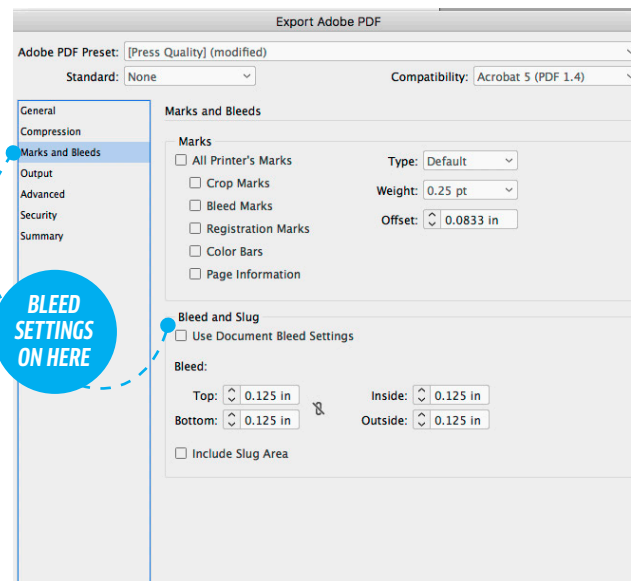 Export Adobe PDF
Adobe PDF Preset: [Press Quality] (modified)
Standard: None
Compatibility: Acrobat 5 (PDF 1.4)
General
Compression
Marks and Bleeds
Output
Advanced
Security
Summary
Marks and Bleeds
Marks
All Printer's Marks
Crop Marks
Bleed Marks
Registration Marks
Color Bars
Page Information
Type: Default
Weight: 0.25 pt
Offset: 0.0833 in
BLEED
SETTINGS
ON HERE
Bleed and Slug
Use Document Bleed Settings
Bleed:
Top: 0.125 in
Inside: 0.125 in
Bottom: 0.125 in
Outside: 0.125 in
Include Slug Area